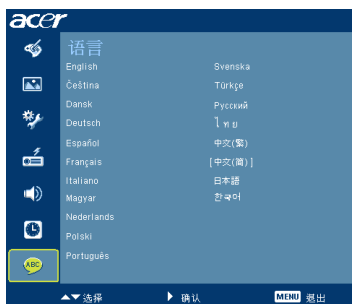 acer
语言
English
Čeština
Dansk
Deutsch
Español
Français
Italiano
Magyar
Nederlands
Polski
Português
Svenska
Türkçe
Русский
ไทย
中文(繁)
[中文(简)]
日本語
한국어
ABC
▲▼选择 ▶ 确认 MENU 退出